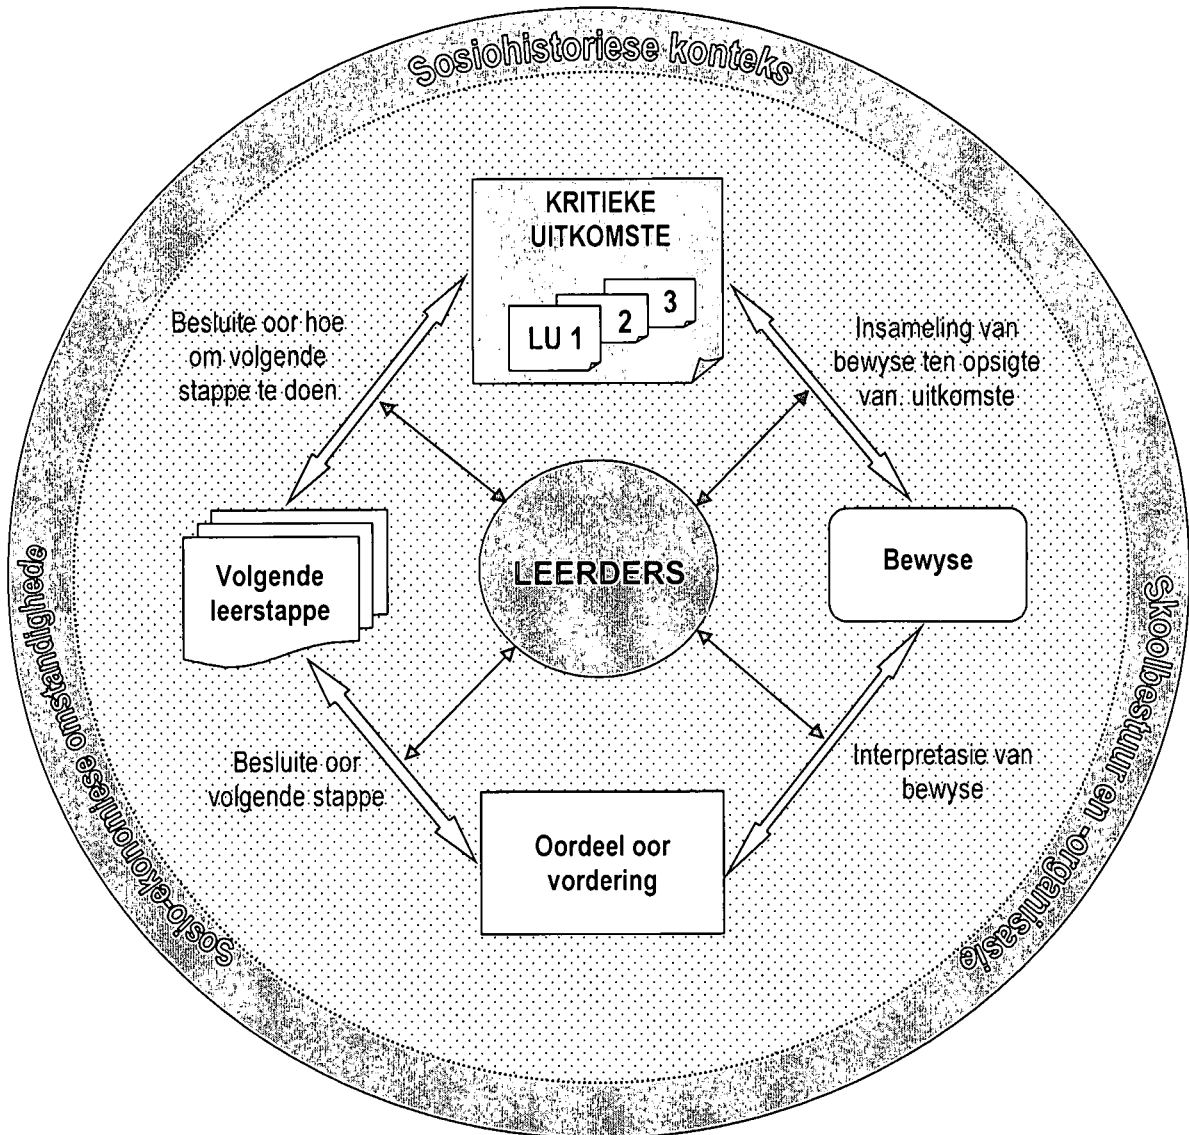 Sosiohistoriese konteks
KRITIEKE
UITKOMSTE
LU 1
2
3
Besluite oor hoe
om volgende
stappe te doen
Insameling van
bewyse ten opsigte
van. uitkomste
Volgende
leerstappe
LEERDERS
Bewyse
Besluite oor
volgende stappe
Interpretasie van
bewyse
Oordeel oor
vordering
Sosio-ekonomiese omstandighede
Skoolbestuur en -organisasie